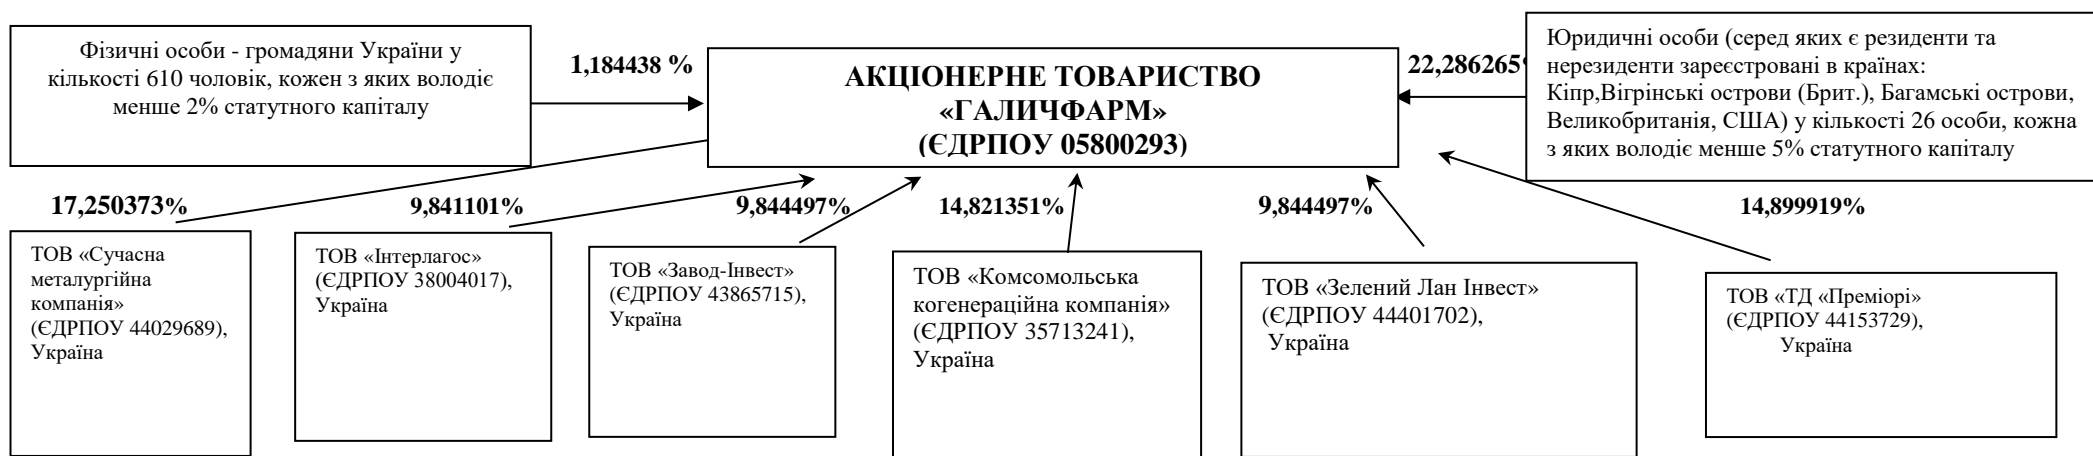 Фізичні особи - громадяни України у
кількості 610 чоловік, кожен з яких володіє
менше 2% статутного капіталу
1,184438 %
АКЦІОНЕРНЕ ТОВАРИСТВО
«ГАЛИЧФАРМ»
(ЄДРПОУ 05800293)
22,286265%
Юридичні особи (серед яких є резиденти та
нерезиденти зареєстровані в країнах:
Кіпр,Вігрінські острови (Брит.), Багамські острови,
Великобританія, США) у кількості 26 особи, кожна
з яких володіє менше 5% статутного капіталу
17,250373%
9,841101%
9,844497%
14,821351%
9,844497%
14,899919%
ТОВ «Сучасна
металургійна
компанія»
(ЄДРПОУ 44029689),
Україна
ТОВ «Інтерлагос»
(ЄДРПОУ 38004017),
Україна
ТОВ «Завод-Інвест»
(ЄДРПОУ 43865715),
Україна
ТОВ «Комсомольська
когенераційна компанія»
(ЄДРПОУ 35713241),
Україна
ТОВ «Зелений Лан Інвест»
(ЄДРПОУ 44401702),
Україна
ТОВ «ТД «Преміорі»
(ЄДРПОУ 44153729),
Україна